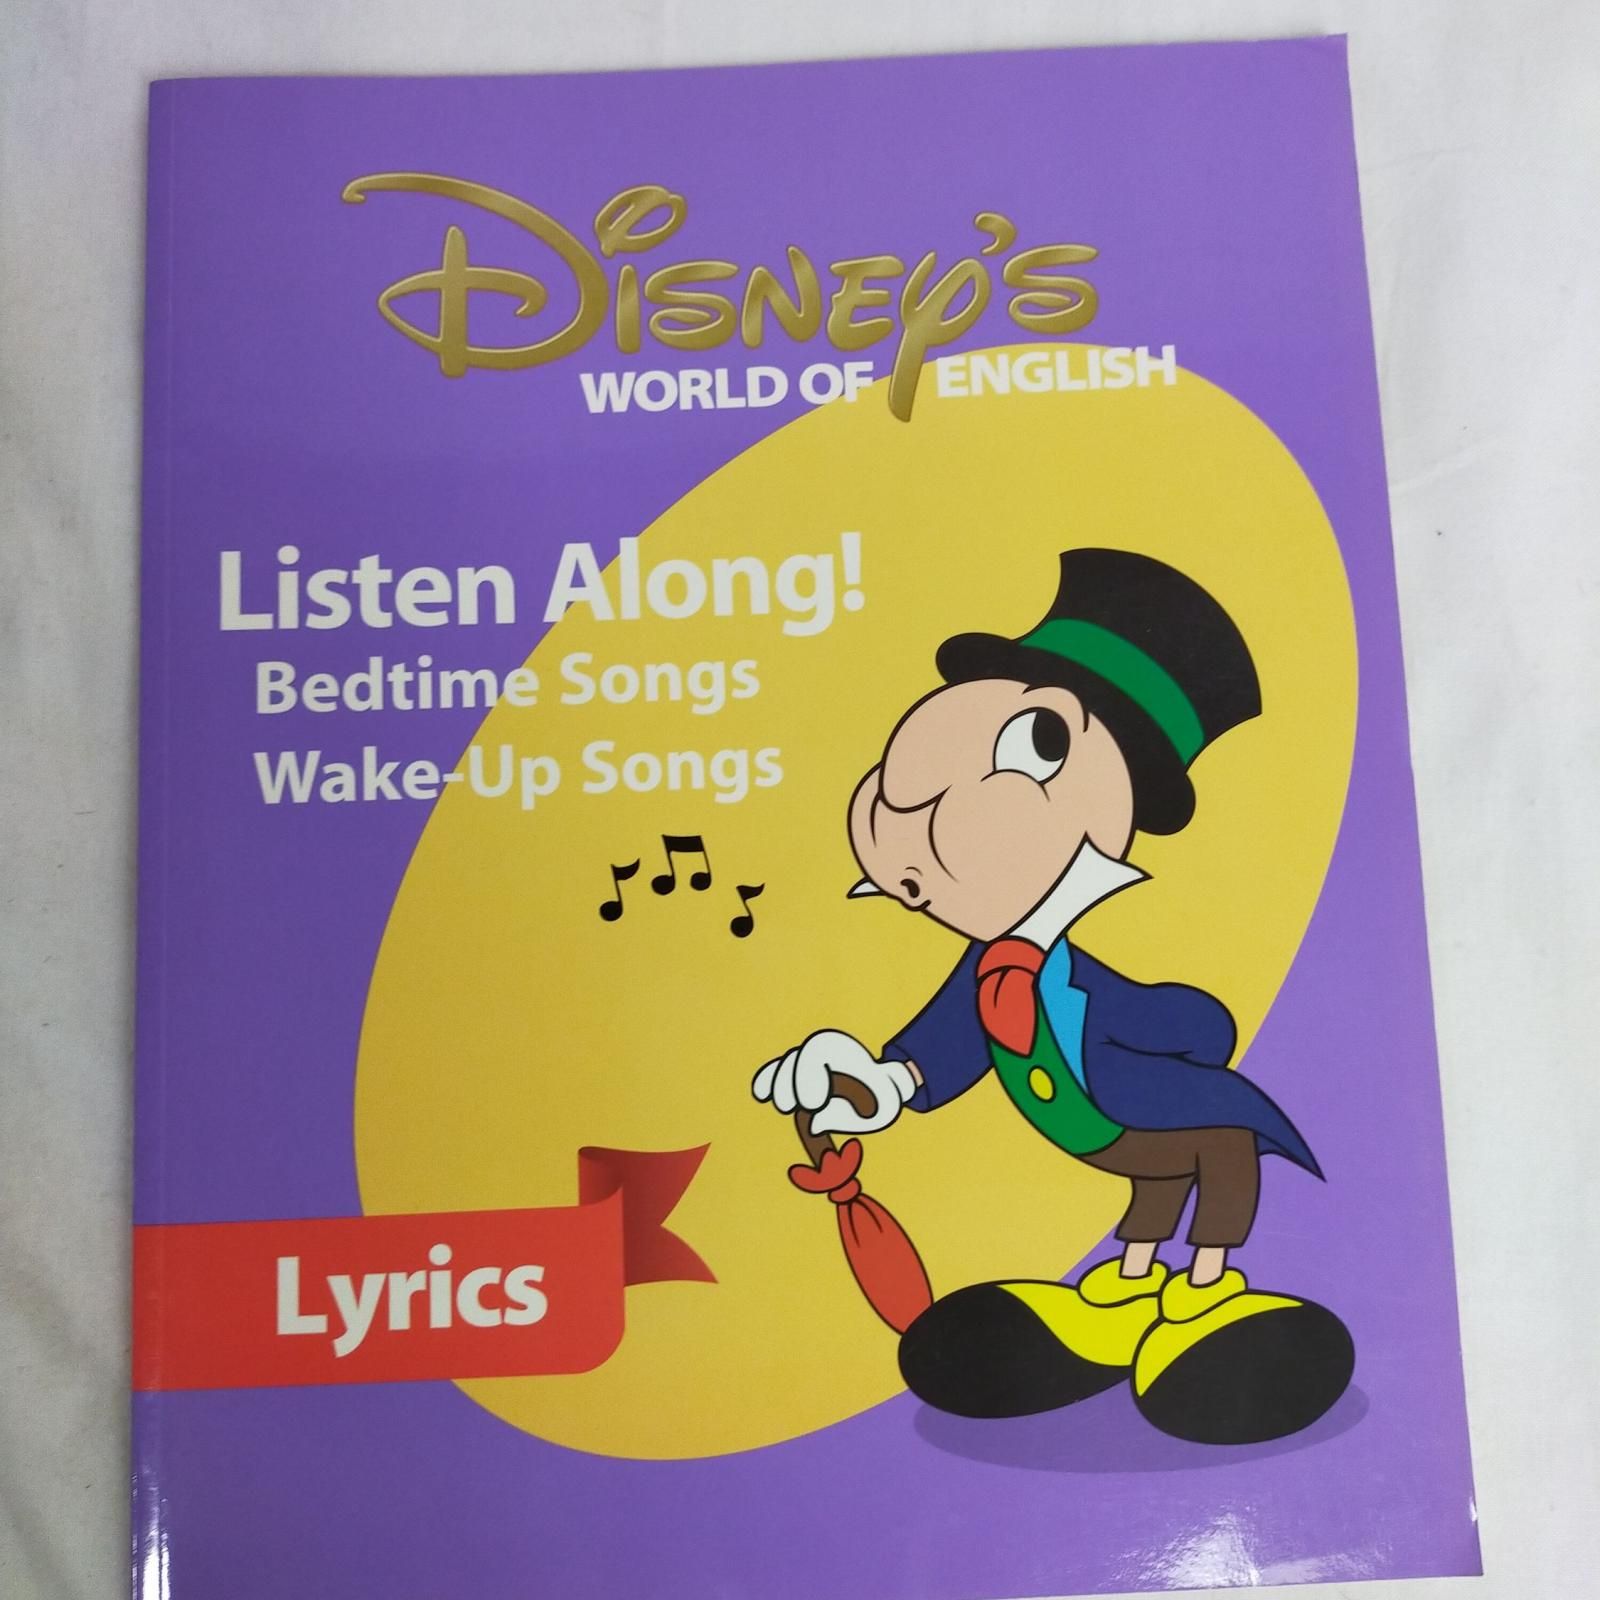 Disney's
WORLD OF ENGLISH
Listen Along!
Bedtime Songs
Wake-Up Songs
Lyrics